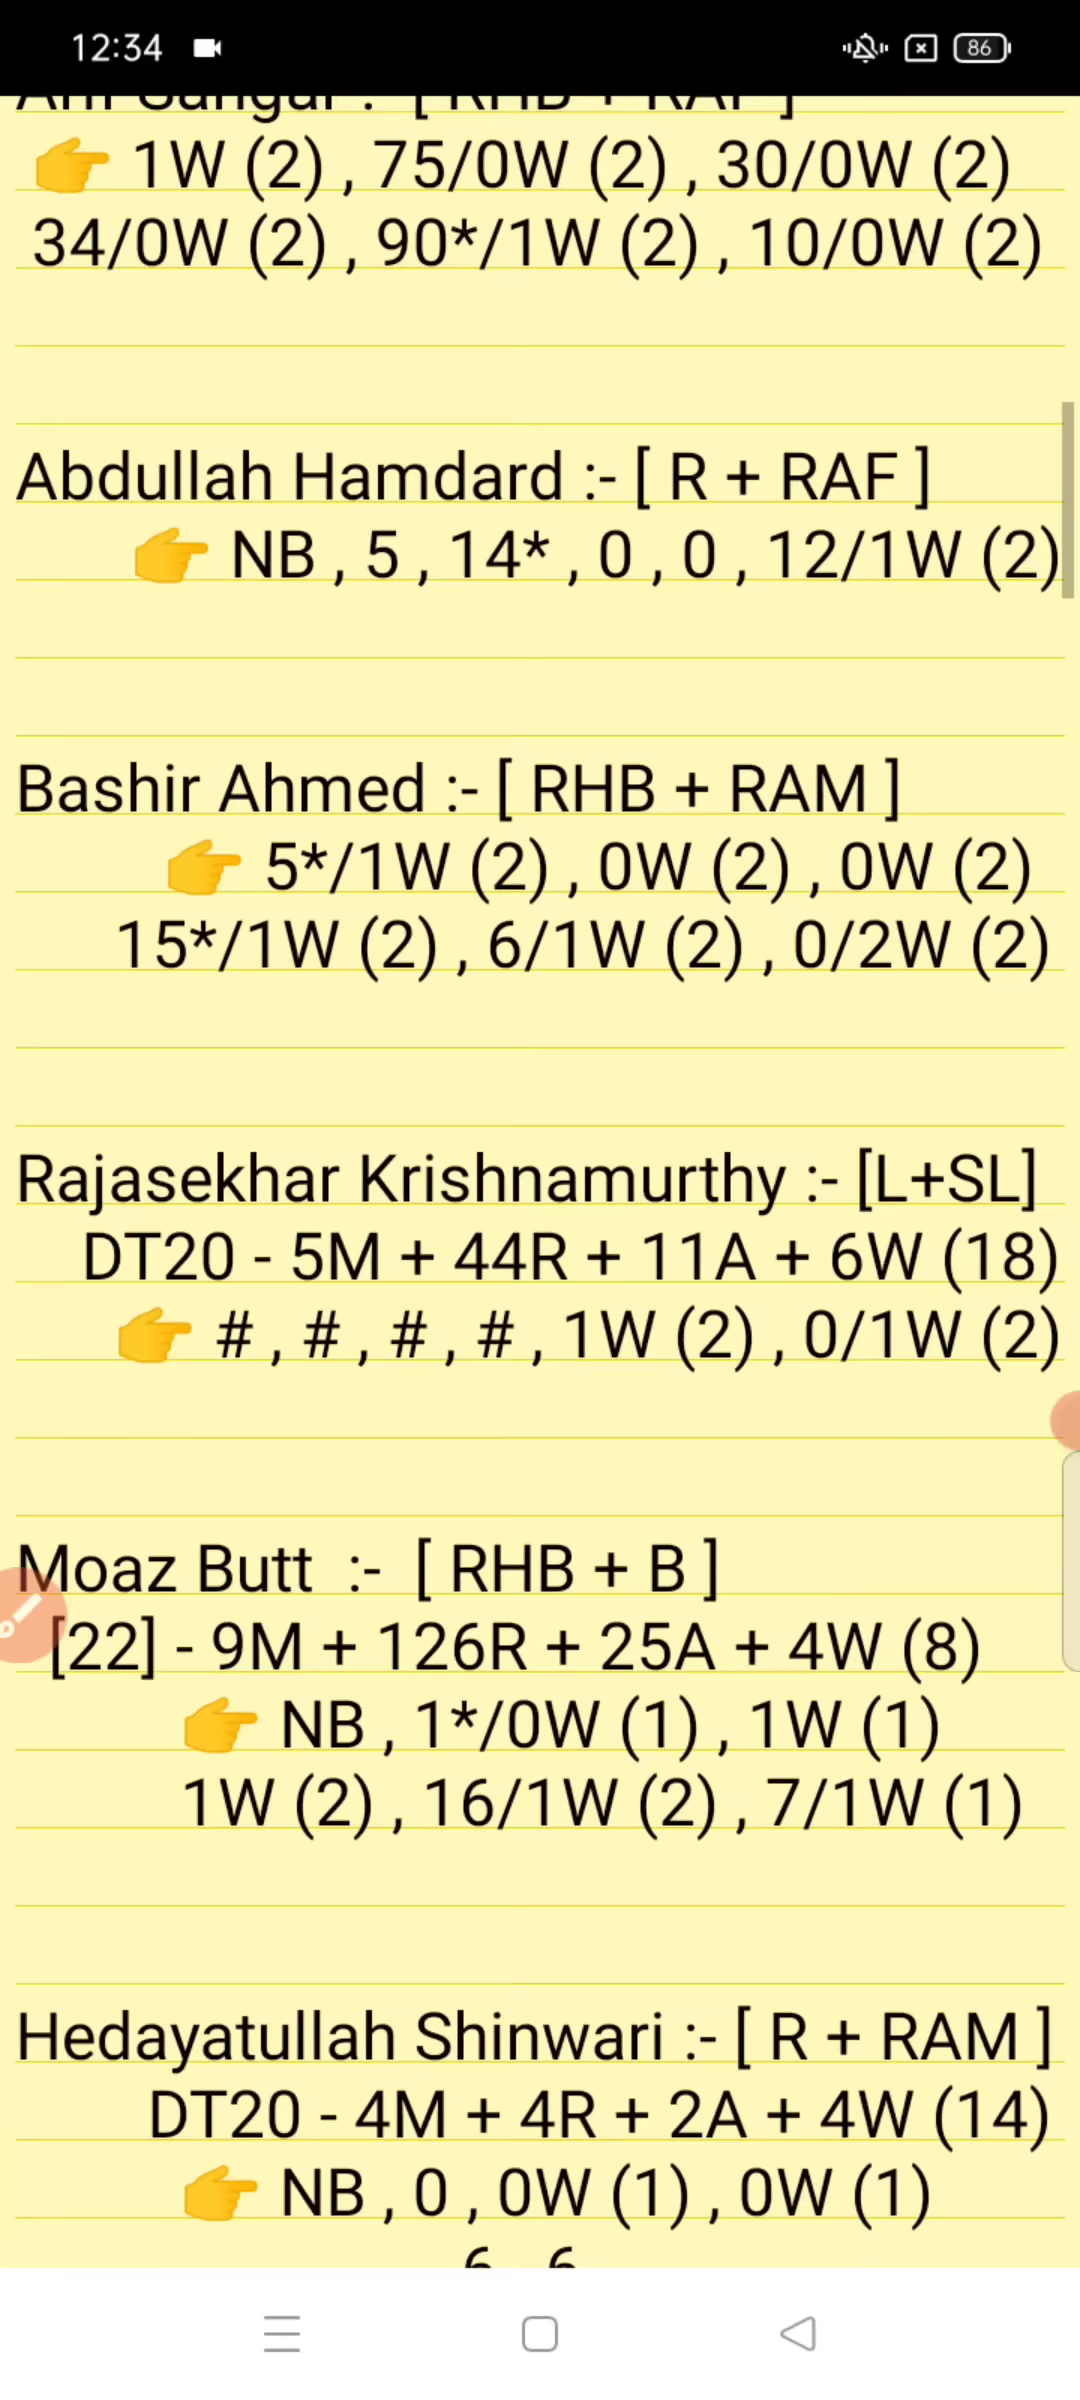 12:34
86
👉 1W (2) , 75/0W (2) , 30/0W (2)
34/0W (2) , 90*/1W (2) , 10/0W (2)
Abdullah Hamdard :- [ R + RAF ]
👉 NB , 5 , 14* , 0 , 0 , 12/1W (2)
Bashir Ahmed :- [ RHB + RAM ]
👉 5*/1W (2) , 0W (2) , 0W (2)
15*/1W (2) , 6/1W (2) , 0/2W (2)
Rajasekhar Krishnamurthy :- [L+SL]
DT20 - 5M + 44R + 11A + 6W (18)
👉 # , # , # , # , 1W (2) , 0/1W (2)
Moaz Butt :- [ RHB + B ]
[22] - 9M + 126R + 25A + 4W (8)
👉 NB , 1*/0W (1) , 1W (1)
1W (2) , 16/1W (2) , 7/1W (1)
Hedayatullah Shinwari :- [ R + RAM ]
DT20 - 4M + 4R + 2A + 4W (14)
👉 NB , 0 , 0W (1) , 0W (1)